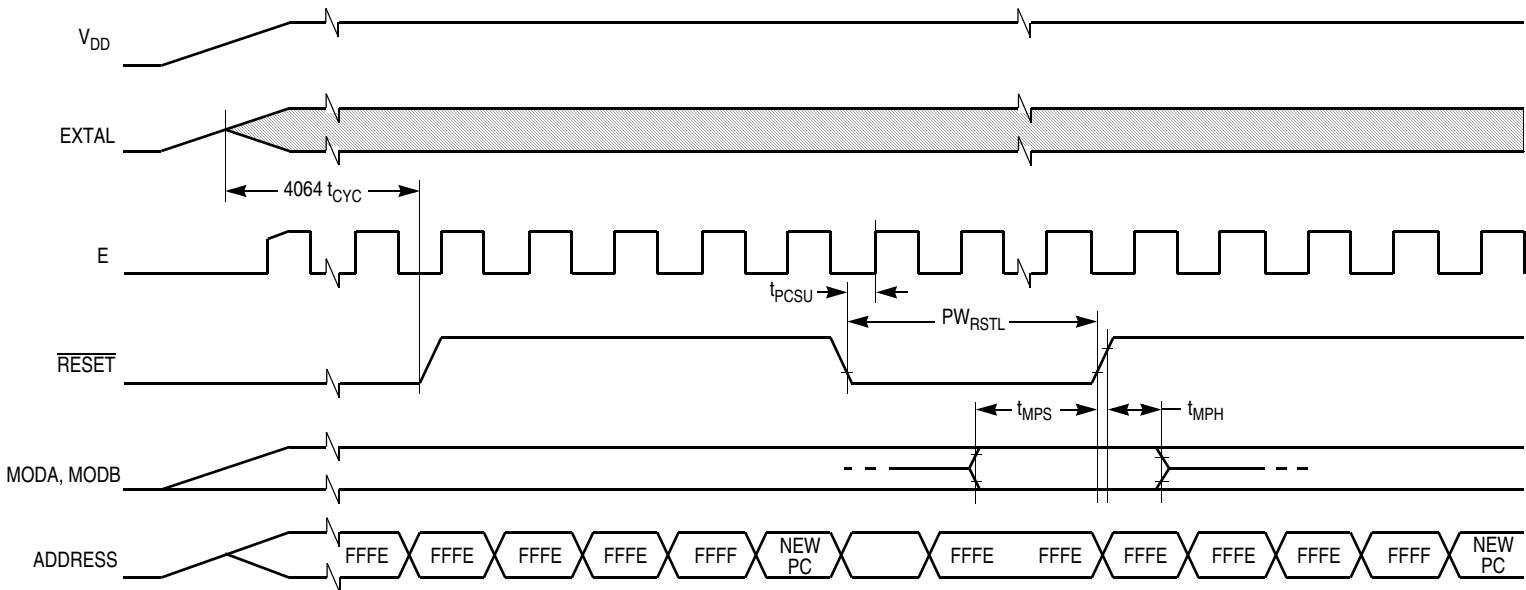 VDD
EXTAL
4064 tCYC
E
tPCSU
PWRSTL
RESET
tMPS
tMPH
MODA, MODB
ADDRESS
FFFE FFFE FFFE FFFE FFFF NEW PC FFFE FFFE FFFE FFFE FFFE FFFF NEW PC